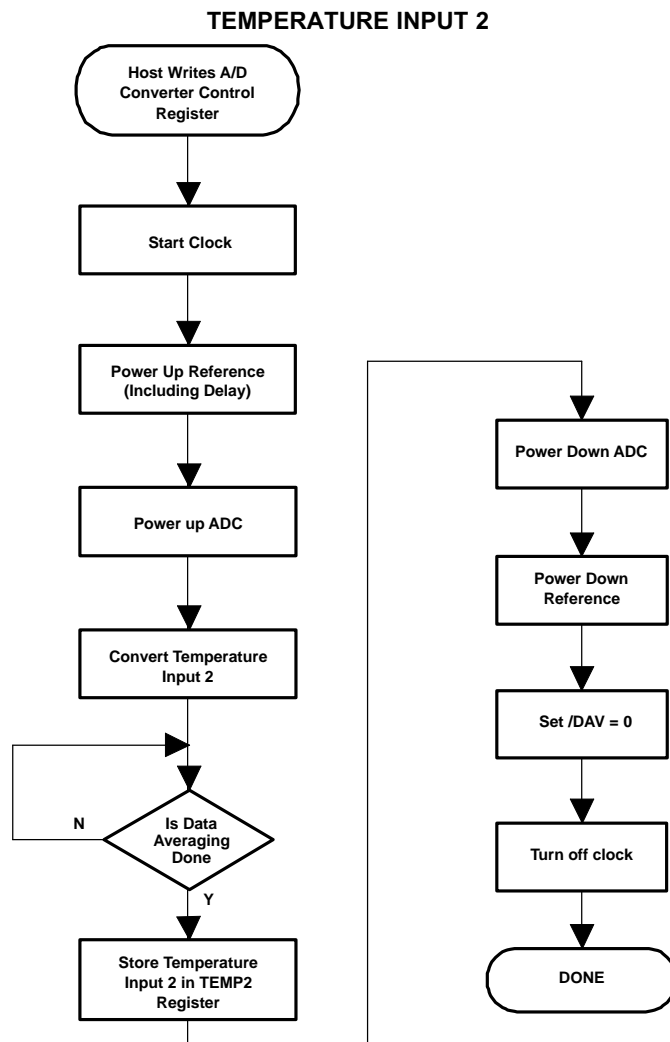 TEMPERATURE INPUT 2
Host Writes A/D
Converter Control
Register
Start Clock
Power Up Reference
(Including Delay)
Power up ADC
Convert Temperature
Input 2
N
Is Data
Averaging
Done
Y
Store Temperature
Input 2 in TEMP2
Register
Power Down ADC
Power Down
Reference
Set /DAV = 0
Turn off clock
DONE